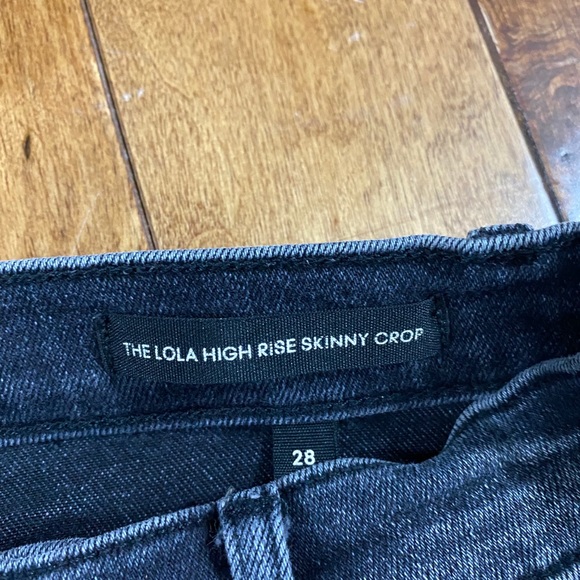 THE LOLA HIGH RISE SKINNY CROP
28